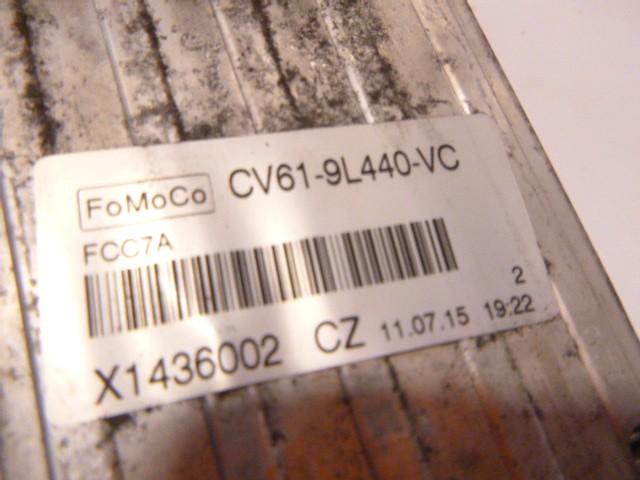 FoMoCo CV61-9L440-VC
FCC7A
2
X1436002 CZ 11.07.15 19:22